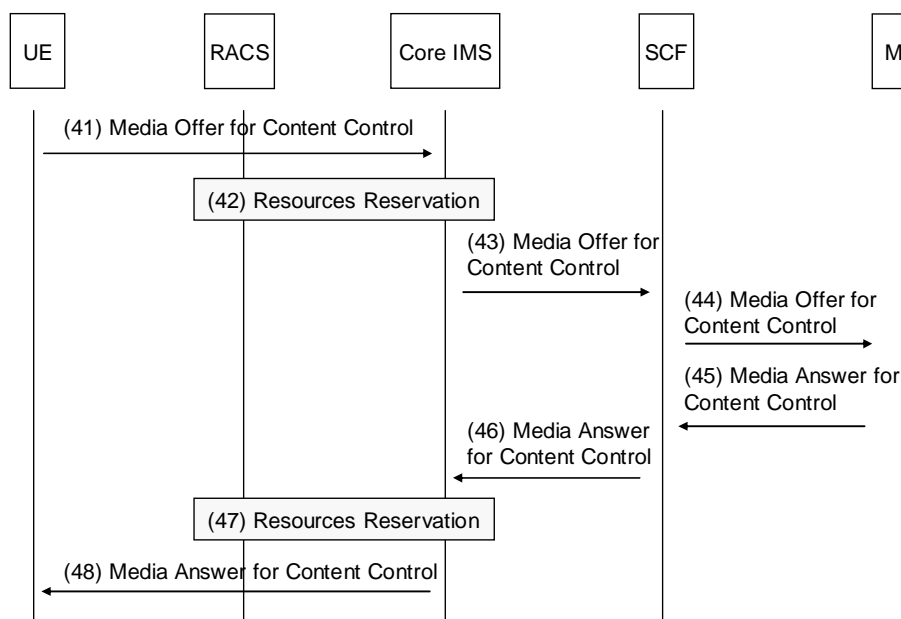 UE
RACS
Core IMS
SCF
M
(41) Media Offer for Content Control
(42) Resources Reservation
(43) Media Offer for
Content Control
(44) Media Offer for
Content Control
(45) Media Answer for
Content Control
(46) Media Answer
for Content Control
(47) Resources Reservation
(48) Media Answer for Content Control